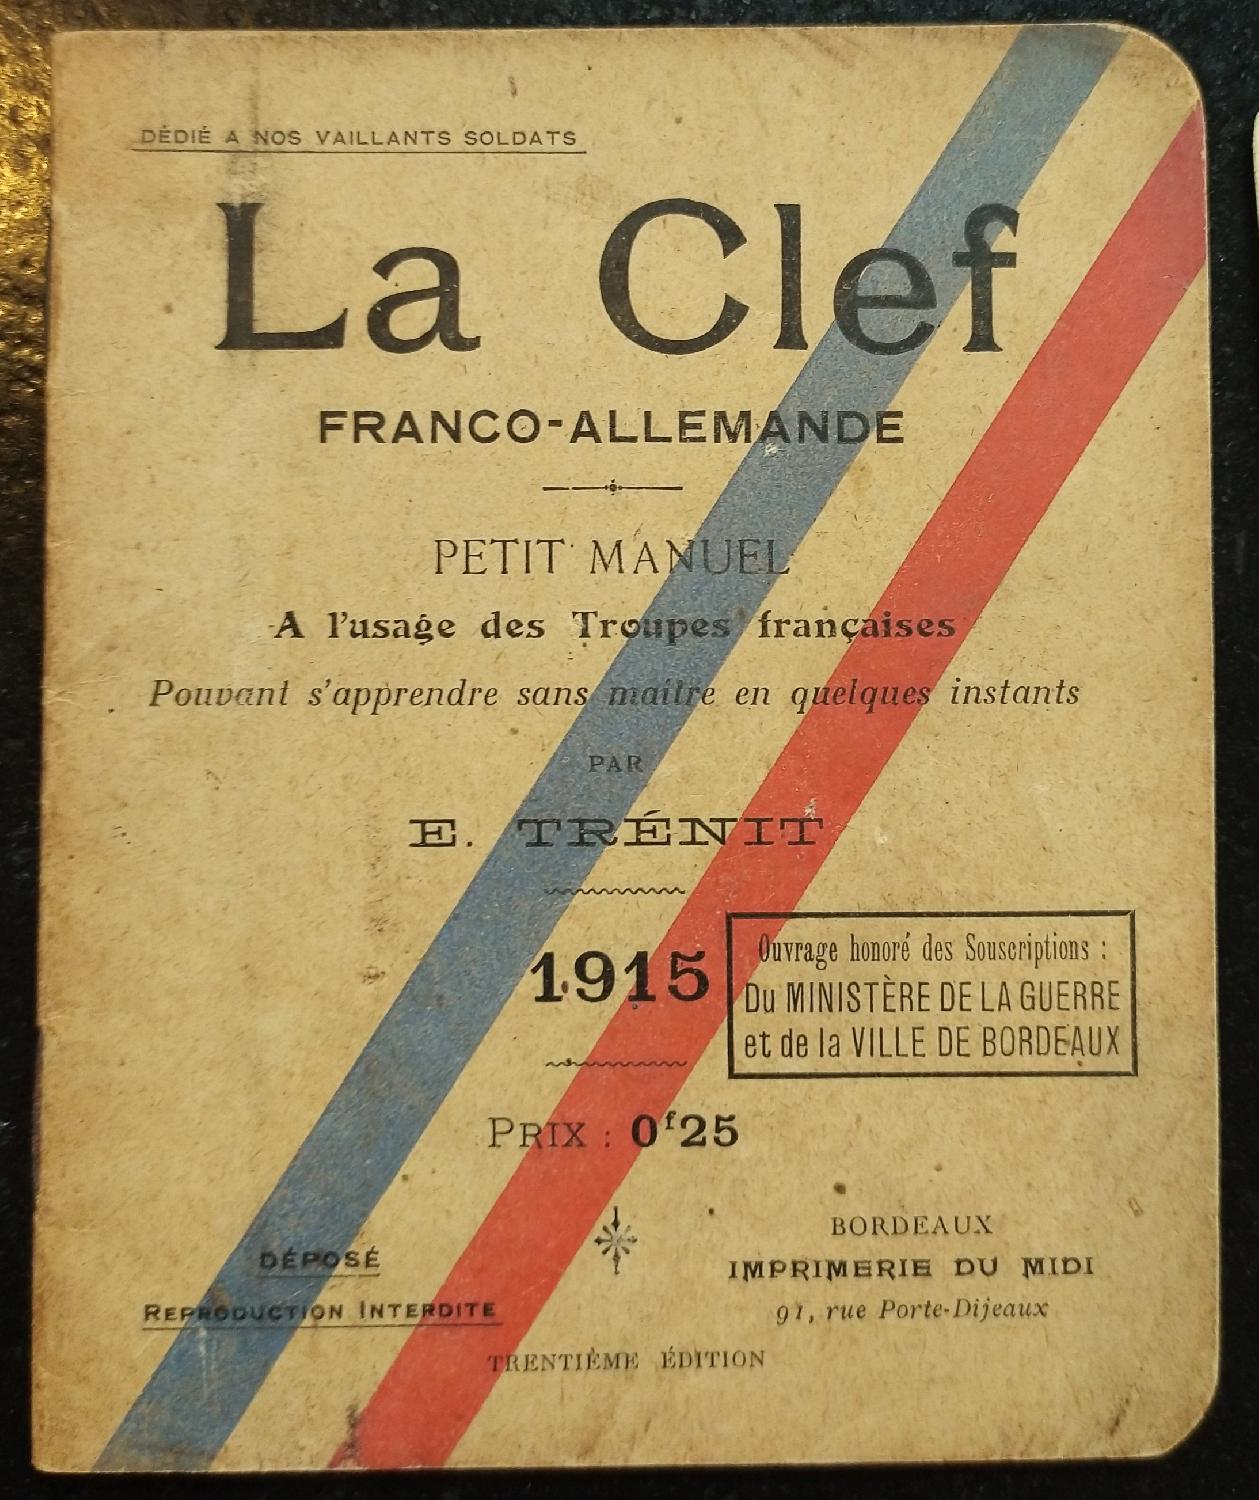 DÉDIÉ A NOS VAILLANTS SOLDATS
La Clef
FRANCO-ALLEMANDE
PETIT MANUEL
A l'usage des Troupes françaises
Pouvant s'apprendre sans maître en quelques instants
PAR
E. TRÉNIT
1915
Ouvrage honoré des Souscriptions :
Du MINISTÈRE DE LA GUERRE
et de la VILLE DE BORDEAUX
PRIX : 0f25
DÉPOSÉ
REPRODUCTION INTERDITE
BORDEAUX
IMPRIMERIE DU MIDI
91, rue Porte-Dijeaux
TRENTIÈME ÉDITION